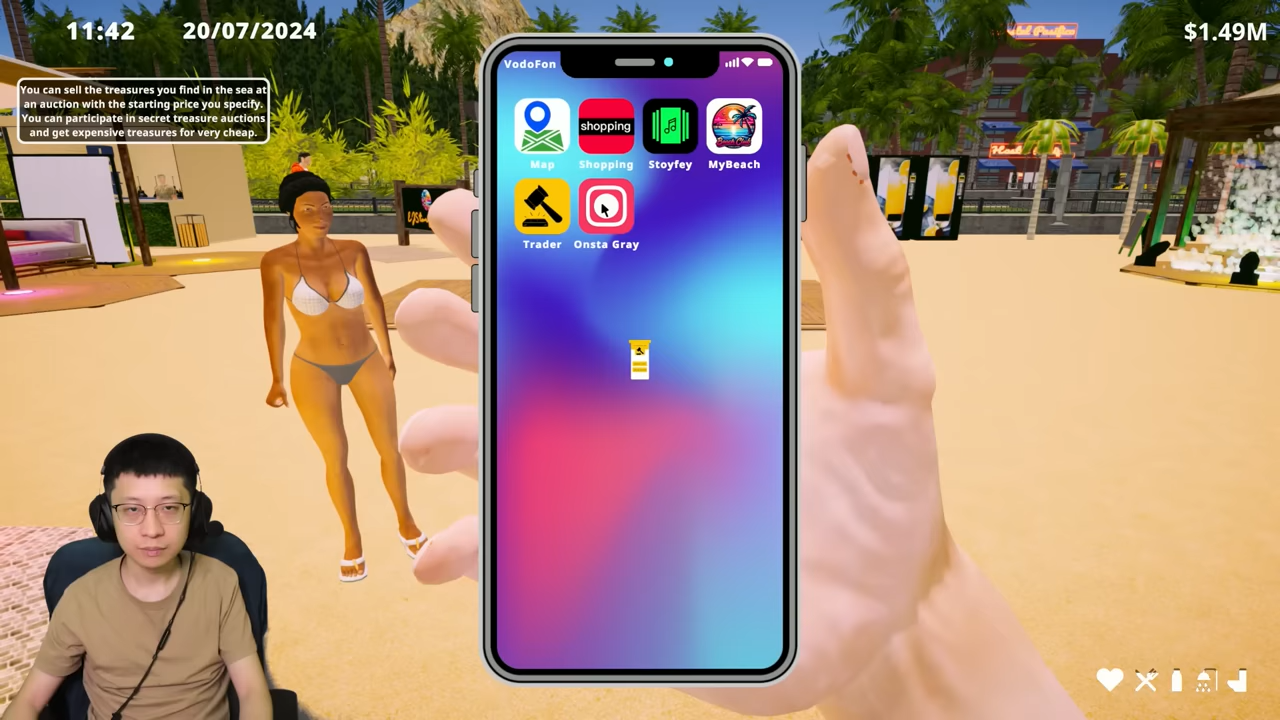 11:42
20/07/2024
$1.49M
You can sell the treasures you find in the sea at
an auction with the starting price you specify.
You can participate in secret treasure auctions
and get expensive treasures for very cheap.
VodoFon
shopping
Map
Shopping
Stoyfey
MyBeach
Trader
Onsta Gray